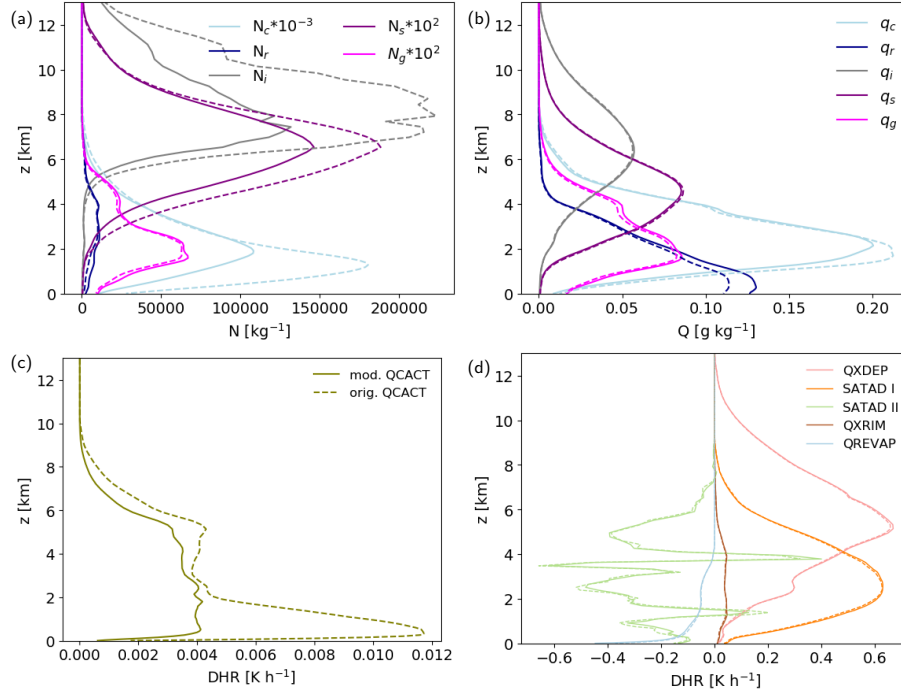 (a)
N_c*10^−3
N_r
N_i
N_s*10^2
N_g*10^2
12
10
8
6
4
2
0
z [km]
0 50000 100000 150000 200000
N [kg^−1]
(b)
q_c
q_r
q_i
q_s
q_g
12
10
8
6
4
2
0
z [km]
0.00 0.05 0.10 0.15 0.20
Q [g kg^−1]
(c)
mod. QCACT
orig. QCACT
12
10
8
6
4
2
0
z [km]
0.000 0.002 0.004 0.006 0.008 0.010 0.012
DHR [K h^−1]
(d)
QXDEP
SATAD I
SATAD II
QXRIM
QREVAP
12
10
8
6
4
2
0
z [km]
−0.6 −0.4 −0.2 0.0 0.2 0.4 0.6
DHR [K h^−1]